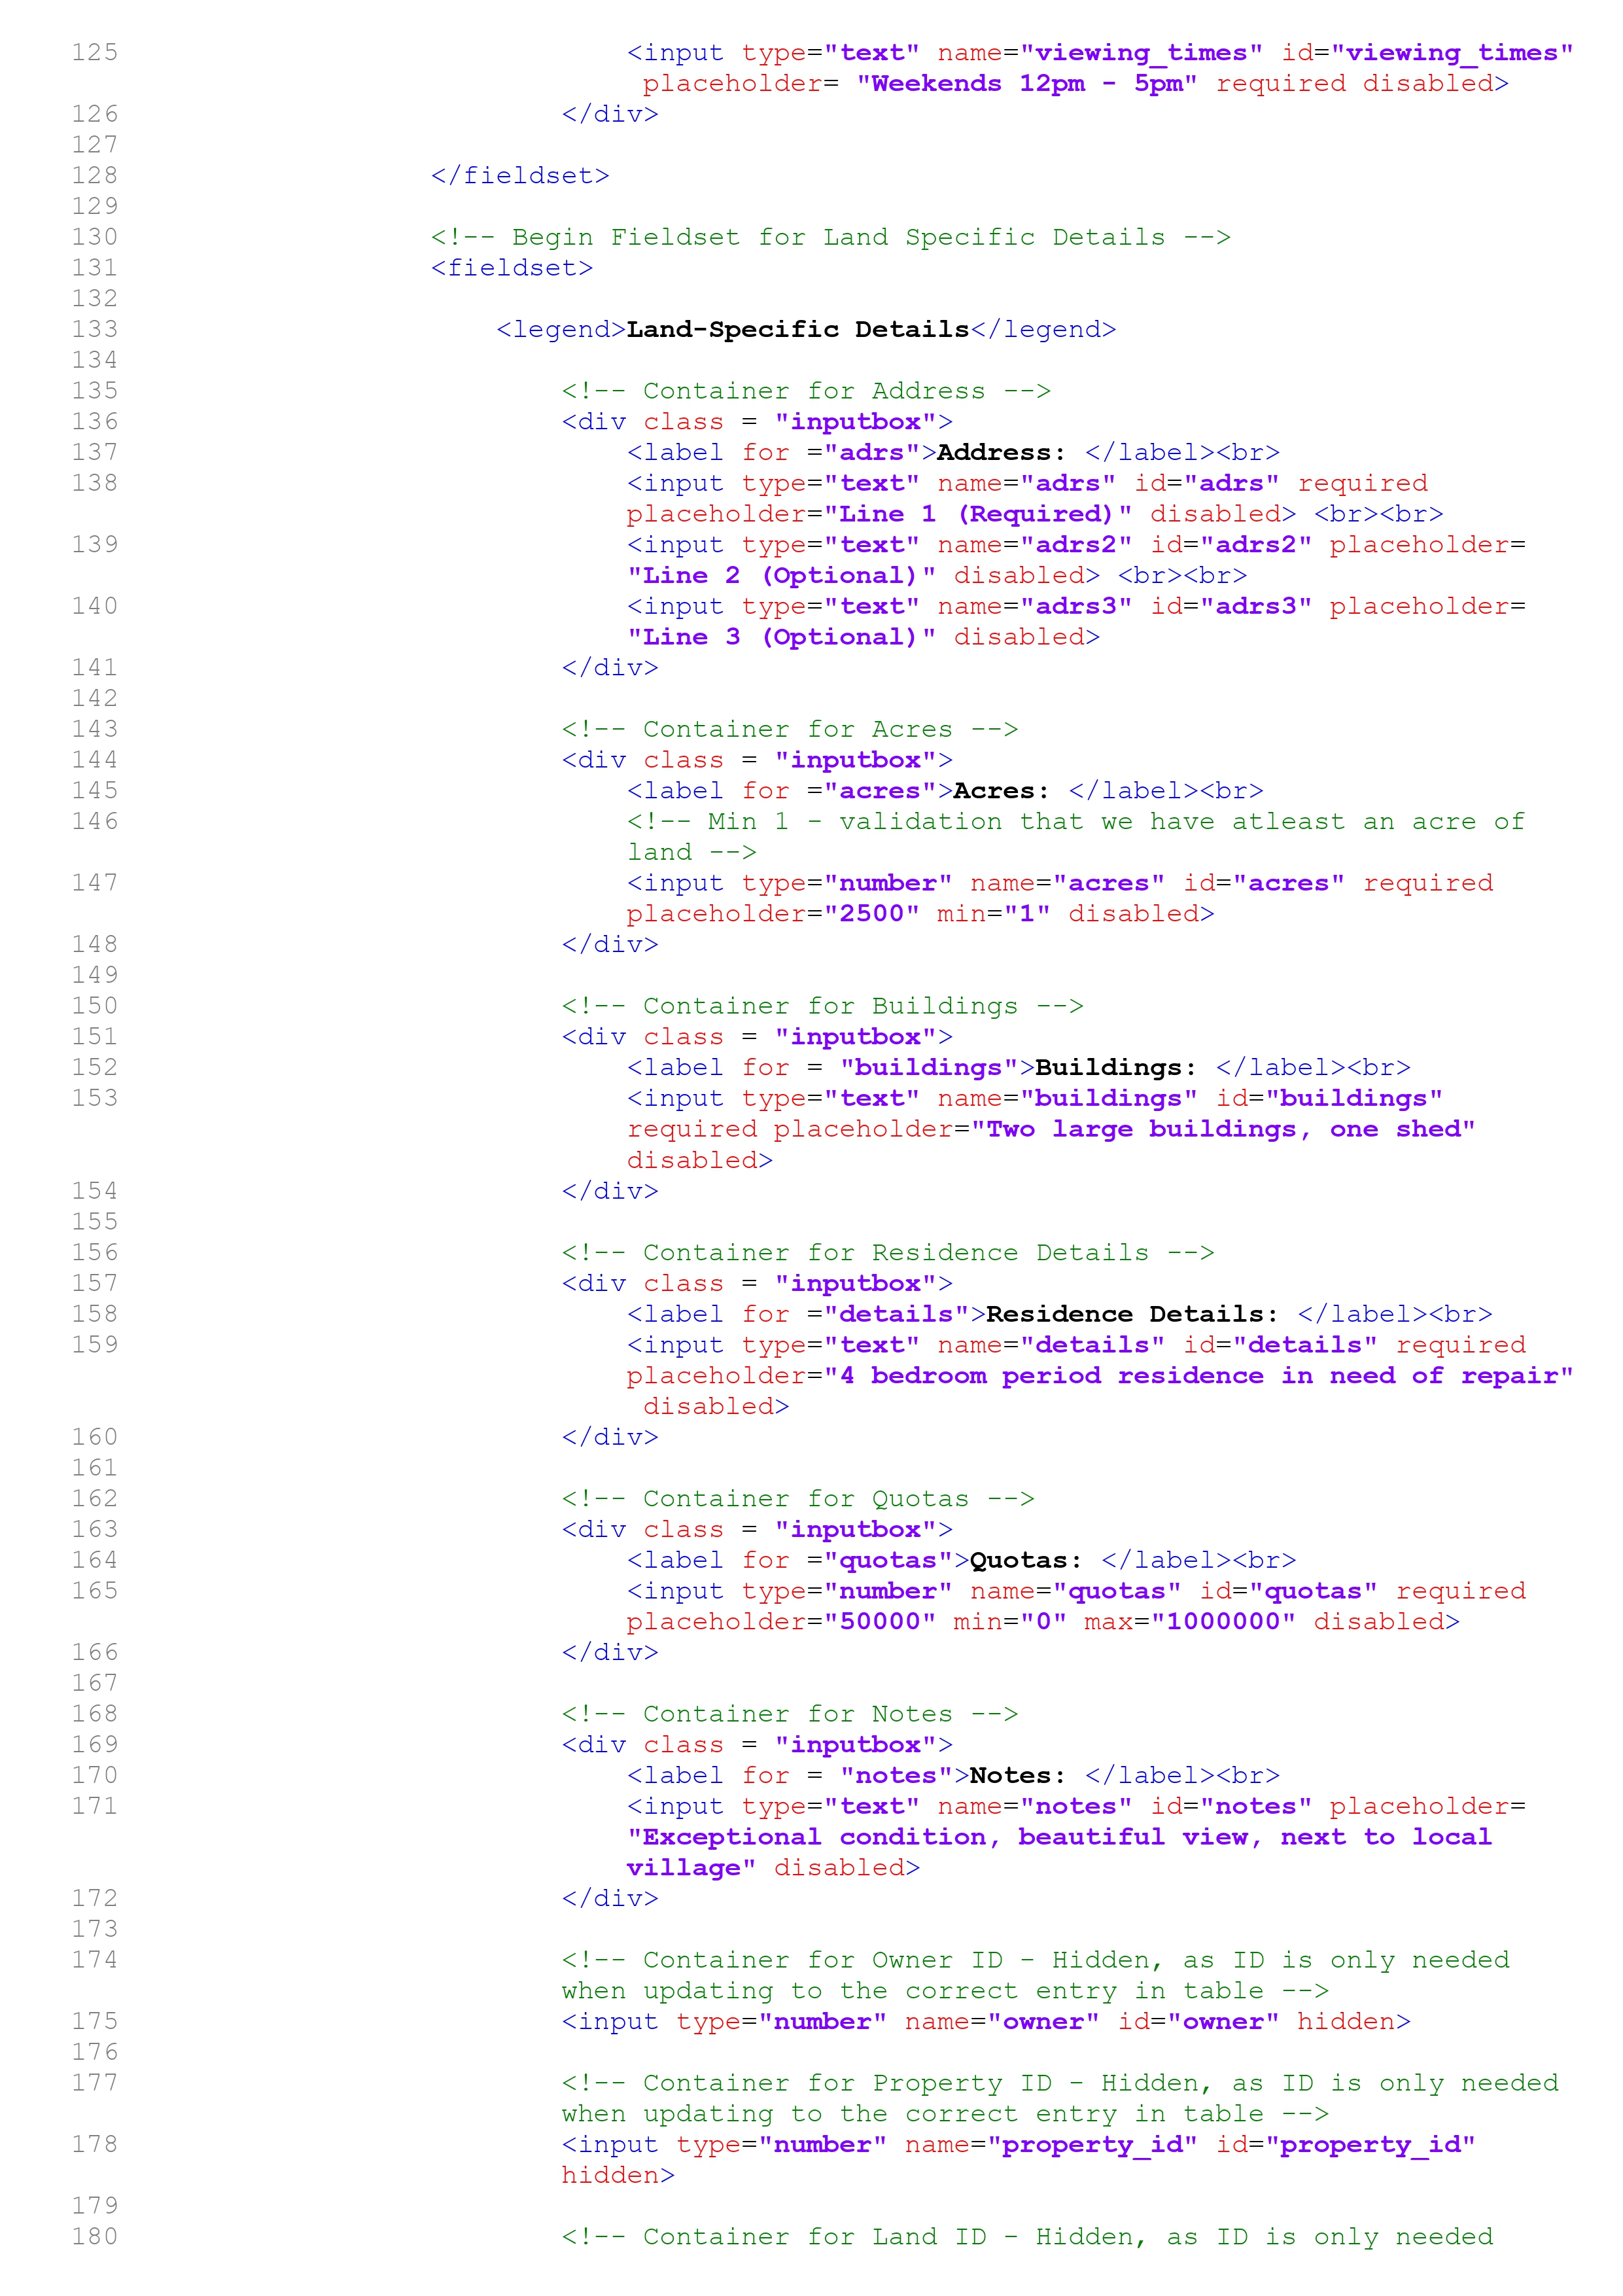 125 <input type="text" name="viewing_times" id="viewing_times"
placeholder= "Weekends 12pm - 5pm" required disabled>
126 </div>
127
128 </fieldset>
129
130 <!-- Begin Fieldset for Land Specific Details -->
131 <fieldset>
132
133 <legend>Land-Specific Details</legend>
134
135 <!-- Container for Address -->
136 <div class = "inputbox">
137 <label for ="adrs">Address: </label><br>
138 <input type="text" name="adrs" id="adrs" required
placeholder="Line 1 (Required)" disabled> <br><br>
139 <input type="text" name="adrs2" id="adrs2" placeholder=
"Line 2 (Optional)" disabled> <br><br>
140 <input type="text" name="adrs3" id="adrs3" placeholder=
"Line 3 (Optional)" disabled>
141 </div>
142
143 <!-- Container for Acres -->
144 <div class = "inputbox">
145 <label for ="acres">Acres: </label><br>
146 <!-- Min 1 - validation that we have atleast an acre of
land -->
147 <input type="number" name="acres" id="acres" required
placeholder="2500" min="1" disabled>
148 </div>
149
150 <!-- Container for Buildings -->
151 <div class = "inputbox">
152 <label for = "buildings">Buildings: </label><br>
153 <input type="text" name="buildings" id="buildings"
required placeholder="Two large buildings, one shed"
disabled>
154 </div>
155
156 <!-- Container for Residence Details -->
157 <div class = "inputbox">
158 <label for ="details">Residence Details: </label><br>
159 <input type="text" name="details" id="details" required
placeholder="4 bedroom period residence in need of repair"
disabled>
160 </div>
161
162 <!-- Container for Quotas -->
163 <div class = "inputbox">
164 <label for ="quotas">Quotas: </label><br>
165 <input type="number" name="quotas" id="quotas" required
placeholder="50000" min="0" max="1000000" disabled>
166 </div>
167
168 <!-- Container for Notes -->
169 <div class = "inputbox">
170 <label for = "notes">Notes: </label><br>
171 <input type="text" name="notes" id="notes" placeholder=
"Exceptional condition, beautiful view, next to local
village" disabled>
172 </div>
173
174 <!-- Container for Owner ID - Hidden, as ID is only needed
when updating to the correct entry in table -->
175 <input type="number" name="owner" id="owner" hidden>
176
177 <!-- Container for Property ID - Hidden, as ID is only needed
when updating to the correct entry in table -->
178 <input type="number" name="property_id" id="property_id"
hidden>
179
180 <!-- Container for Land ID - Hidden, as ID is only needed